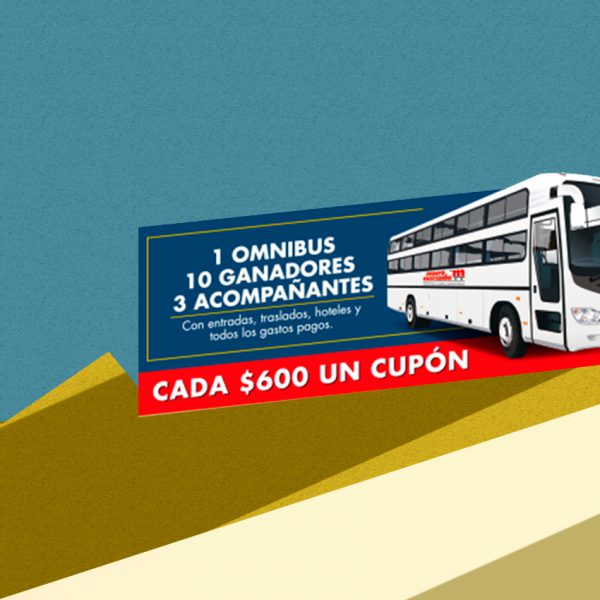 1 OMNIBUS
10 GANADORES
3 ACOMPAÑANTES
Con entradas, traslados, hoteles y
todos los gastos pagos.
CADA $600 UN CUPÓN